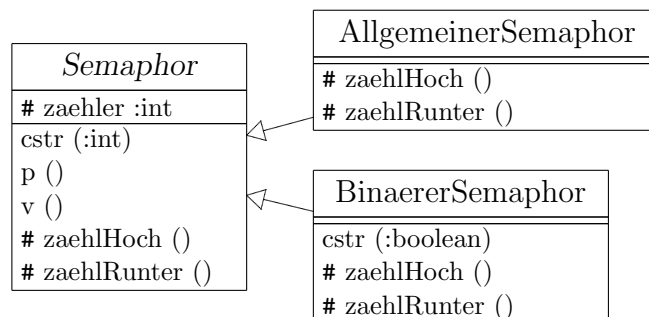 Semaphor
# zaehler :int
cstr (:int)
p ()
v ()
# zaehlHoch ()
# zaehlRunter ()
AllgemeinerSemaphor
# zaehlHoch ()
# zaehlRunter ()
BinaererSemaphor
cstr (:boolean)
# zaehlHoch ()
# zaehlRunter ()